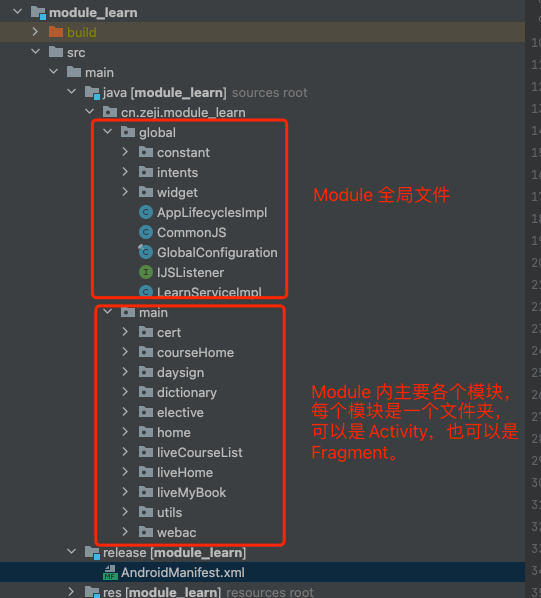 module_learn
build
src
main
java [module_learn] sources root
cn.zeji.module_learn
global
constant
intents
widget
AppLifecyclesImpl
CommonJS
GlobalConfiguration
IJSListener
LearnServiceImpl
Module 全局文件
main
cert
courseHome
daysign
dictionary
elective
home
liveCourseList
liveHome
liveMyBook
utils
webac
Module 内主要各个模块，
每个模块是一个文件夹，
可以是 Activity，也可以是
Fragment。
release [module_learn]
MF AndroidManifest.xml
res [module_learn] resources root